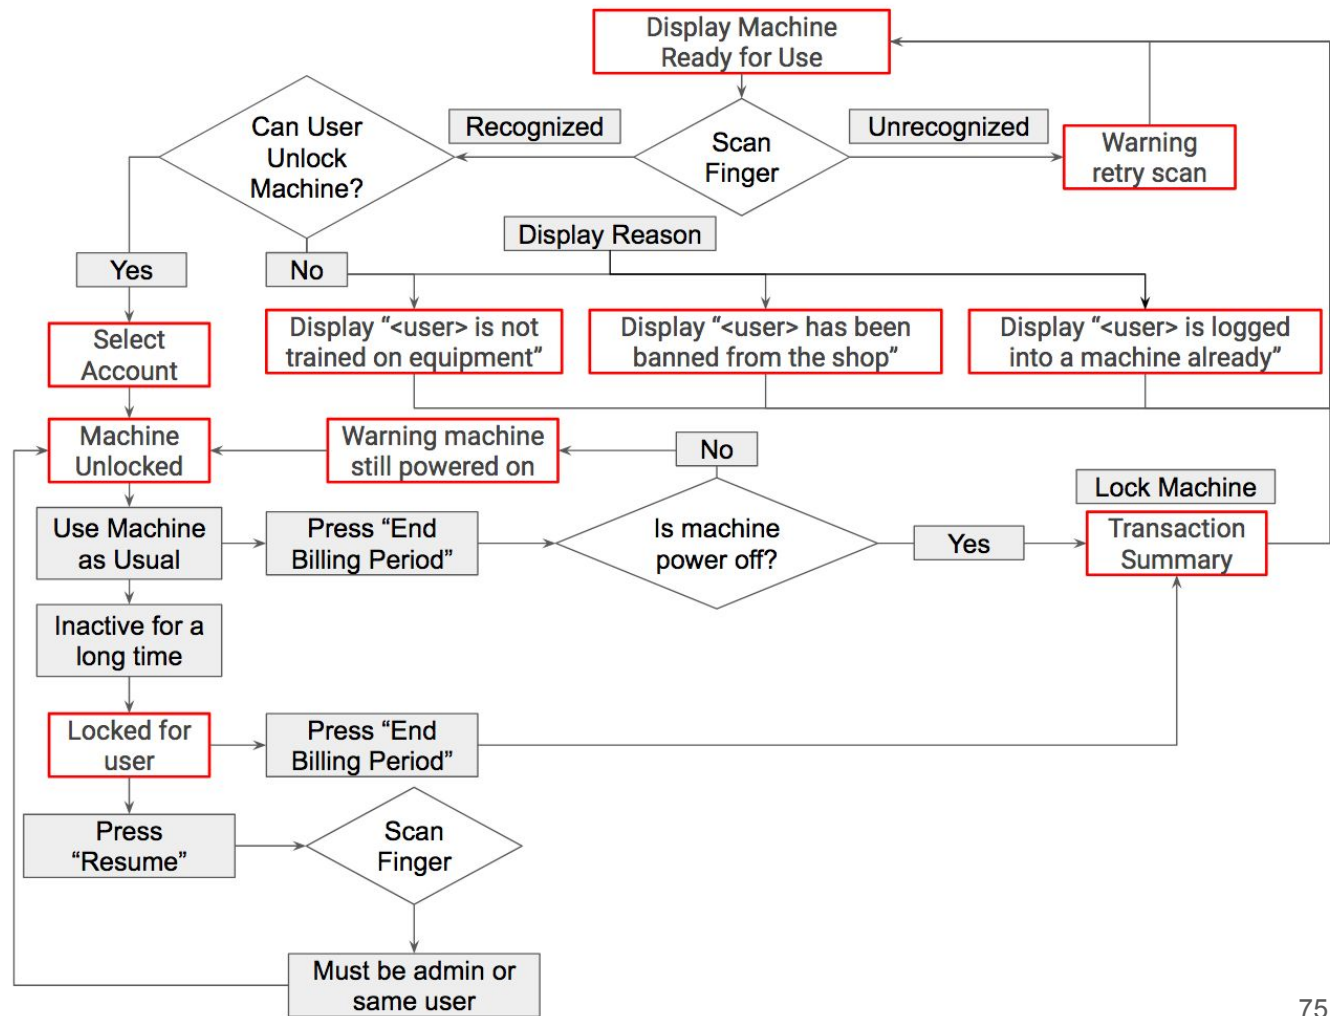 Display Machine
Ready for Use
Can User
Unlock
Machine?
Recognized
Scan
Finger
Unrecognized
Warning
retry scan
Display Reason
Yes
No
Select
Account
Display “<user> is not
trained on equipment”
Display “<user> has been
banned from the shop”
Display “<user> is logged
into a machine already”
Machine
Unlocked
Warning machine
still powered on
No
Lock Machine
Use Machine
as Usual
Press “End
Billing Period”
Is machine
power off?
Yes
Transaction
Summary
Inactive for a
long time
Locked for
user
Press “End
Billing Period”
Press
“Resume”
Scan
Finger
Must be admin or
same user
75